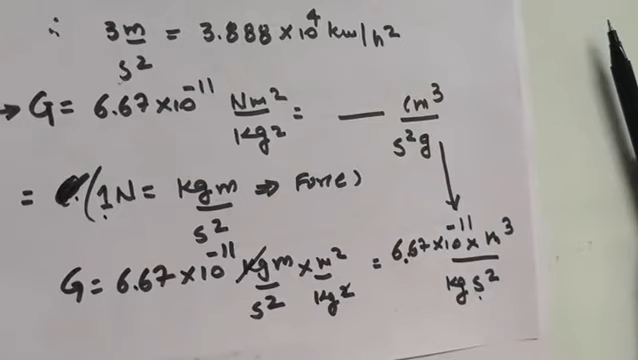 ∴ 3 m/s² = 3.888 × 10⁴ km/h²
→ G = 6.67 × 10⁻¹¹ Nm²/kg² = — cm³/s²g
= (1N = kgm/s² ⇒ Force)
G = 6.67 × 10⁻¹¹ kgm/s² × m²/kg² = 6.67 × 10⁻¹¹ × m³/kg s²